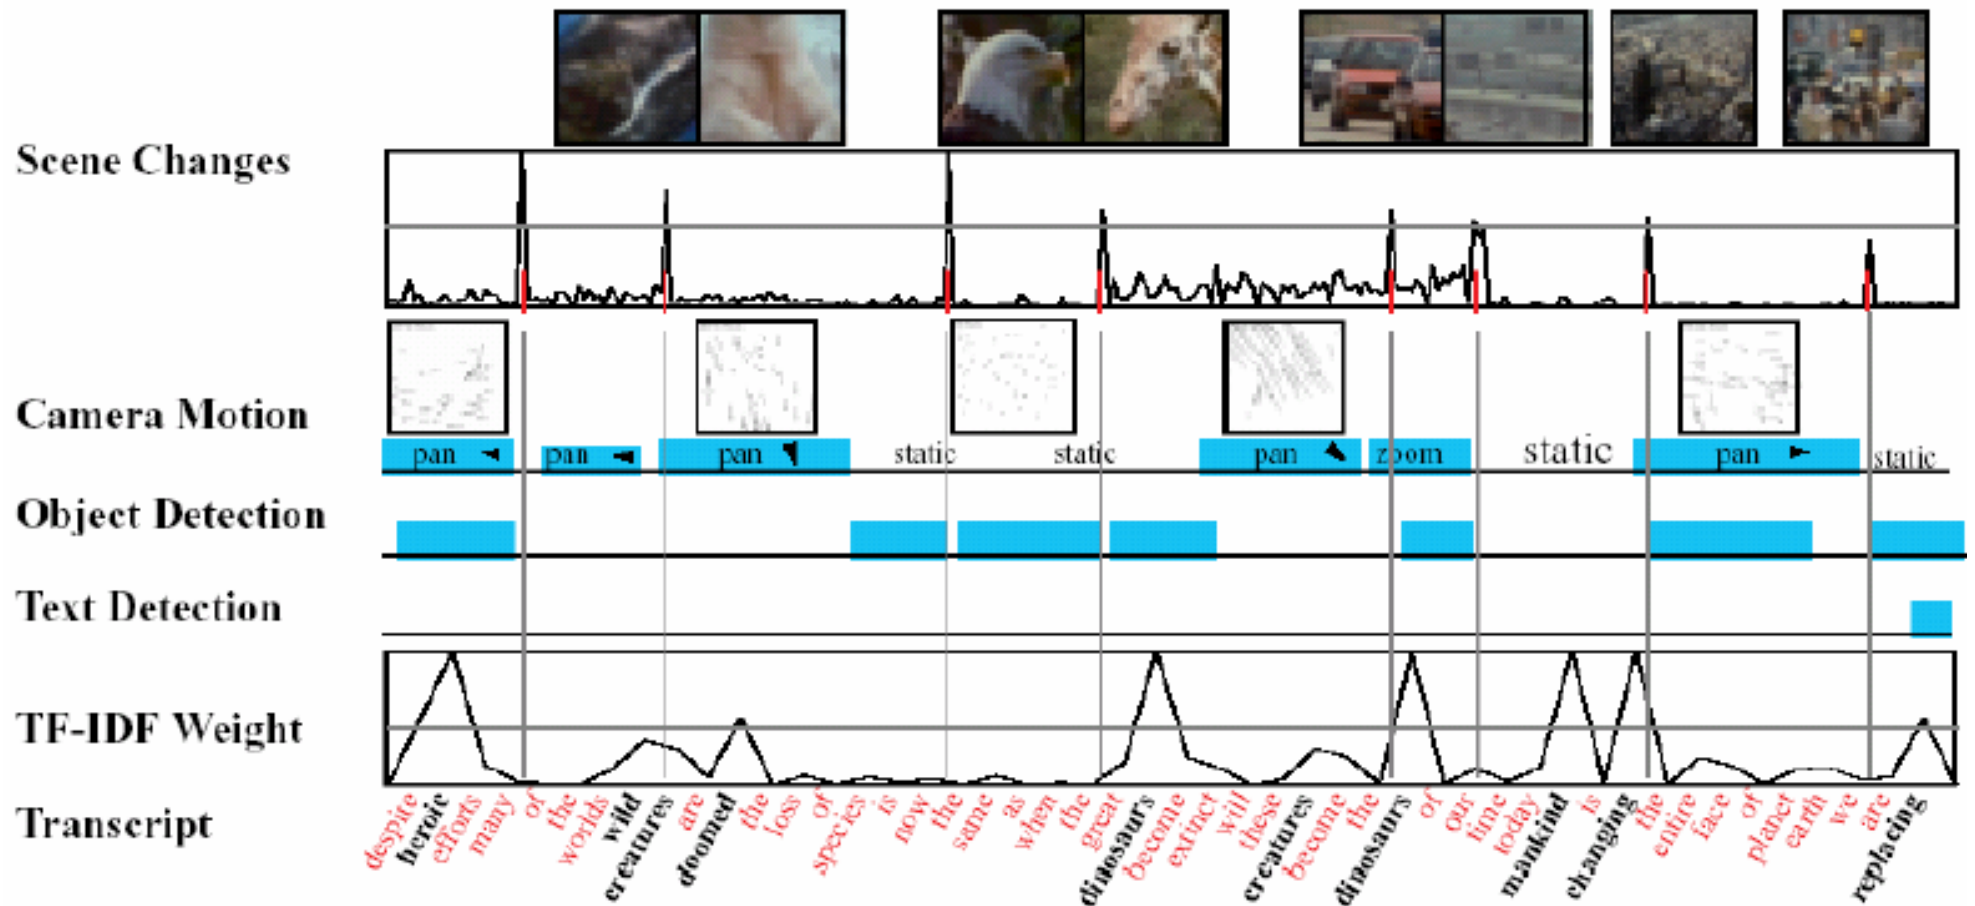 Scene Changes
Camera Motion
pan pan pan static static pan zoom static pan static
Object Detection
Text Detection
TF-IDF Weight
Transcript
despite heroic efforts many of the worlds wild creatures are doomed the loss of species is now the same as when the great dinosaurs become extinct will these creatures become the dinosaurs of our time today mankind is changing the entire face of planet earth we are replacing